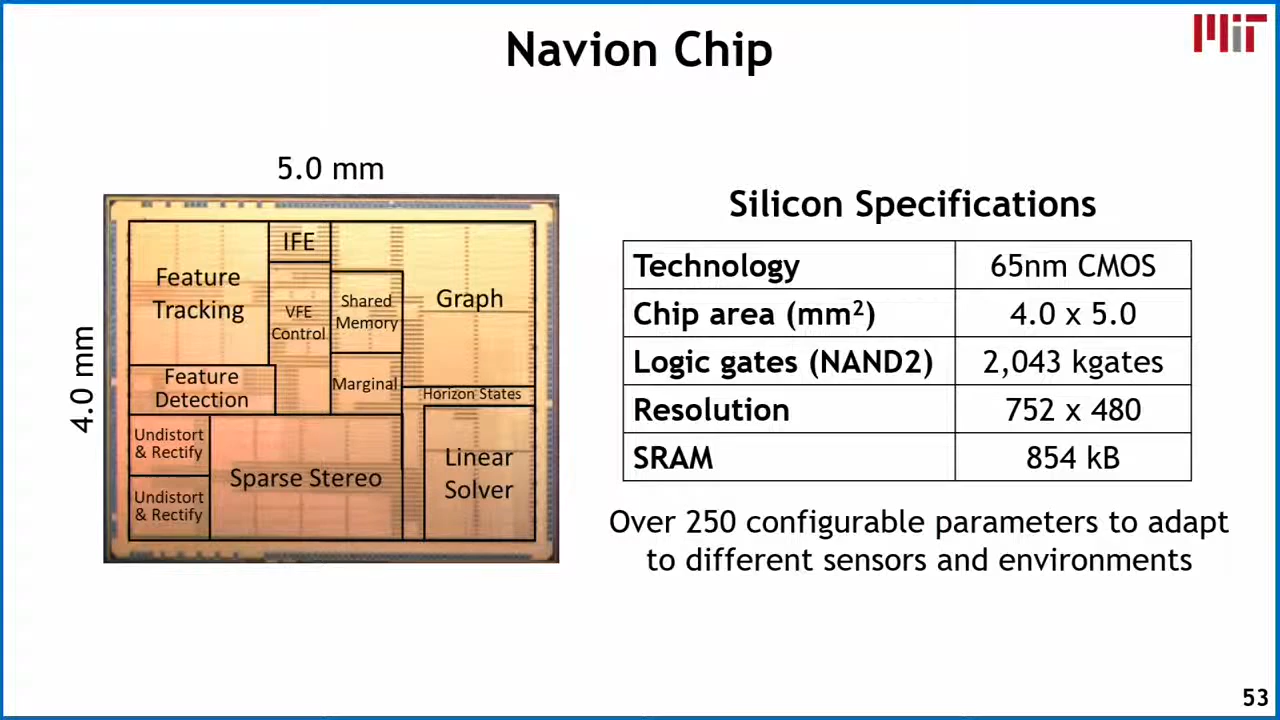 Navion Chip
MIT
5.0 mm
4.0 mm
Feature
Tracking
IFE
VFE
Control
Shared
Memory
Graph
Feature
Detection
Marginal
Horizon States
Undistort
& Rectify
Undistort
& Rectify
Sparse Stereo
Linear
Solver
Silicon Specifications
Technology 65nm CMOS
Chip area (mm²) 4.0 x 5.0
Logic gates (NAND2) 2,043 kgates
Resolution 752 x 480
SRAM 854 kB
Over 250 configurable parameters to adapt
to different sensors and environments
53